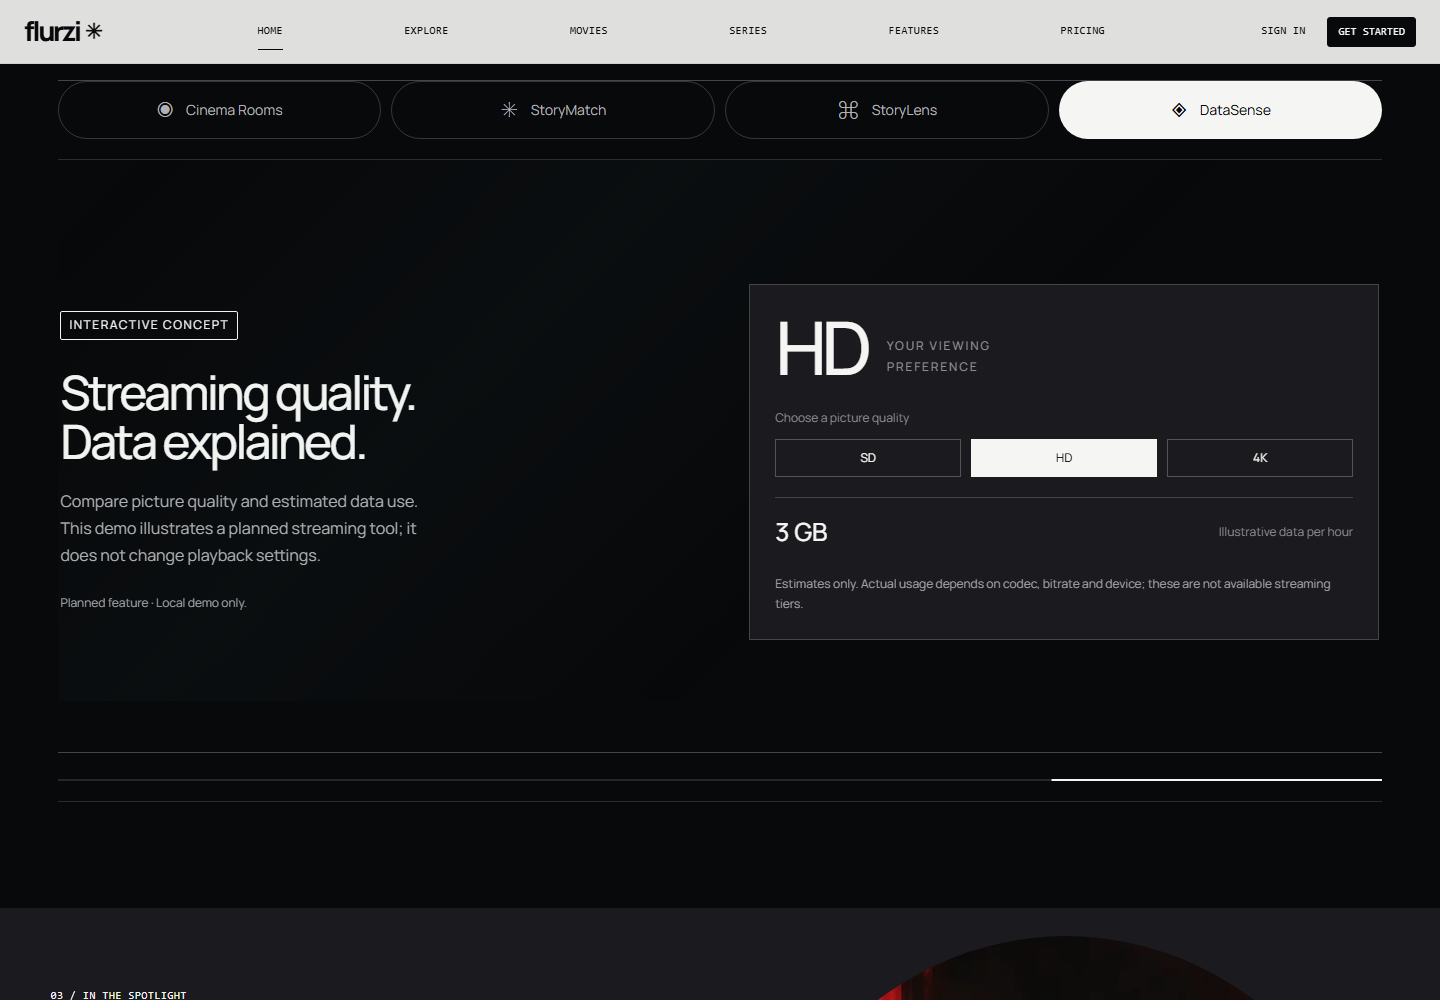 flurzi
HOME
EXPLORE
MOVIES
SERIES
FEATURES
PRICING
SIGN IN
GET STARTED
Cinema Rooms
StoryMatch
StoryLens
DataSense
INTERACTIVE CONCEPT
Streaming quality.
Data explained.
Compare picture quality and estimated data use.
This demo illustrates a planned streaming tool; it
does not change playback settings.
Planned feature · Local demo only.
HD
YOUR VIEWING
PREFERENCE
Choose a picture quality
SD
HD
4K
3 GB
Illustrative data per hour
Estimates only. Actual usage depends on codec, bitrate and device; these are not available streaming
tiers.
03 / IN THE SPOTLIGHT